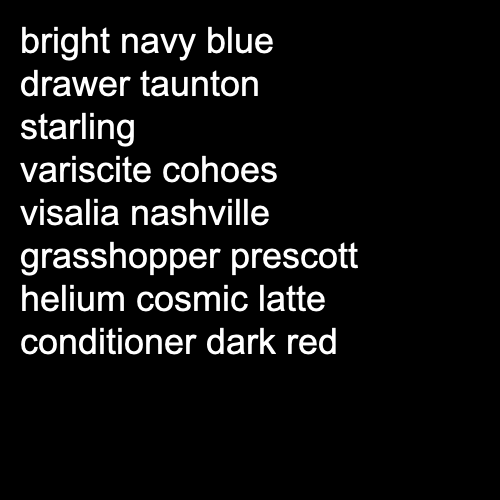 bright navy blue
drawer taunton
starling
variscite cohoes
visalia nashville
grasshopper prescott
helium cosmic latte
conditioner dark red